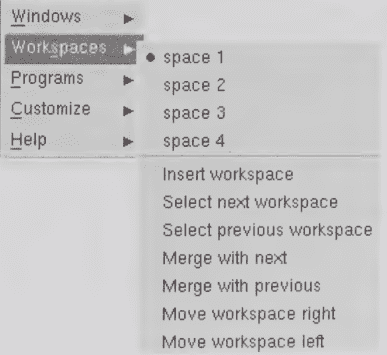 Windows
Workspaces
Programs
Customize
Help
space 1
space 2
space 3
space 4
Insert workspace
Select next workspace
Select previous workspace
Merge with next
Merge with previous
Move workspace right
Move workspace left